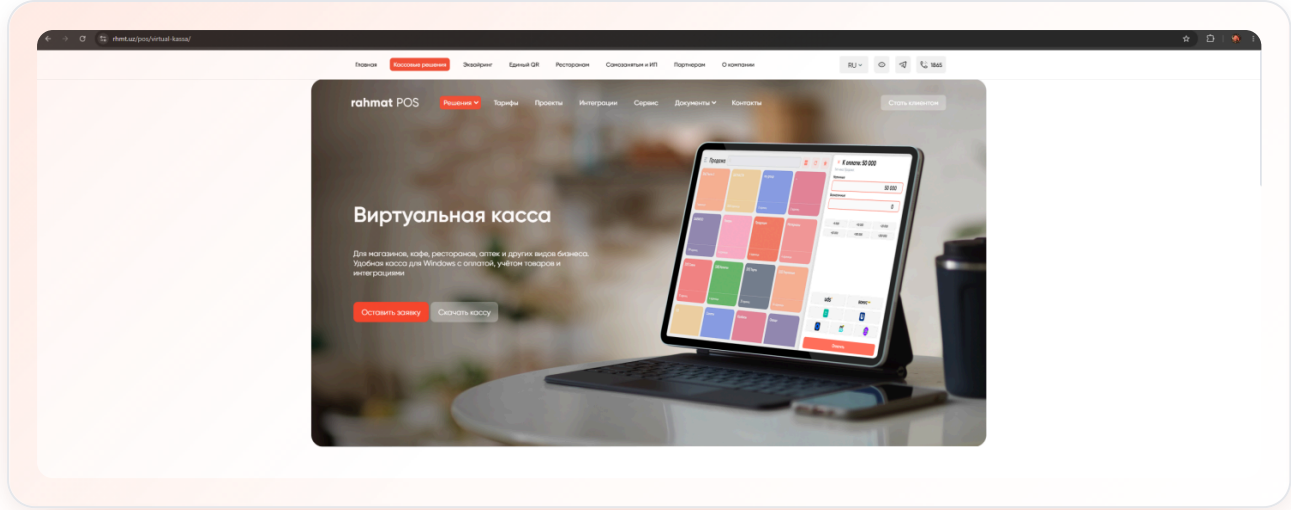 rhmt.uz/pos/virtual-kassa/
Главная Кассовые решения Эквайринг Единый QR Ресторанам Самозанятым и ИП Партнерам О компании RU 1865
rahmat POS Решения Тарифы Проекты Интеграции Сервис Документы Контакты Стать клиентом
Виртуальная касса
Для магазинов, кафе, ресторанов, аптек и других видов бизнеса.
Удобная касса для Windows с оплатой, учётом товаров и
интеграциями
Оставить заявку Скачать кассу
Продажа
К оплате: 50 000
50 000
0